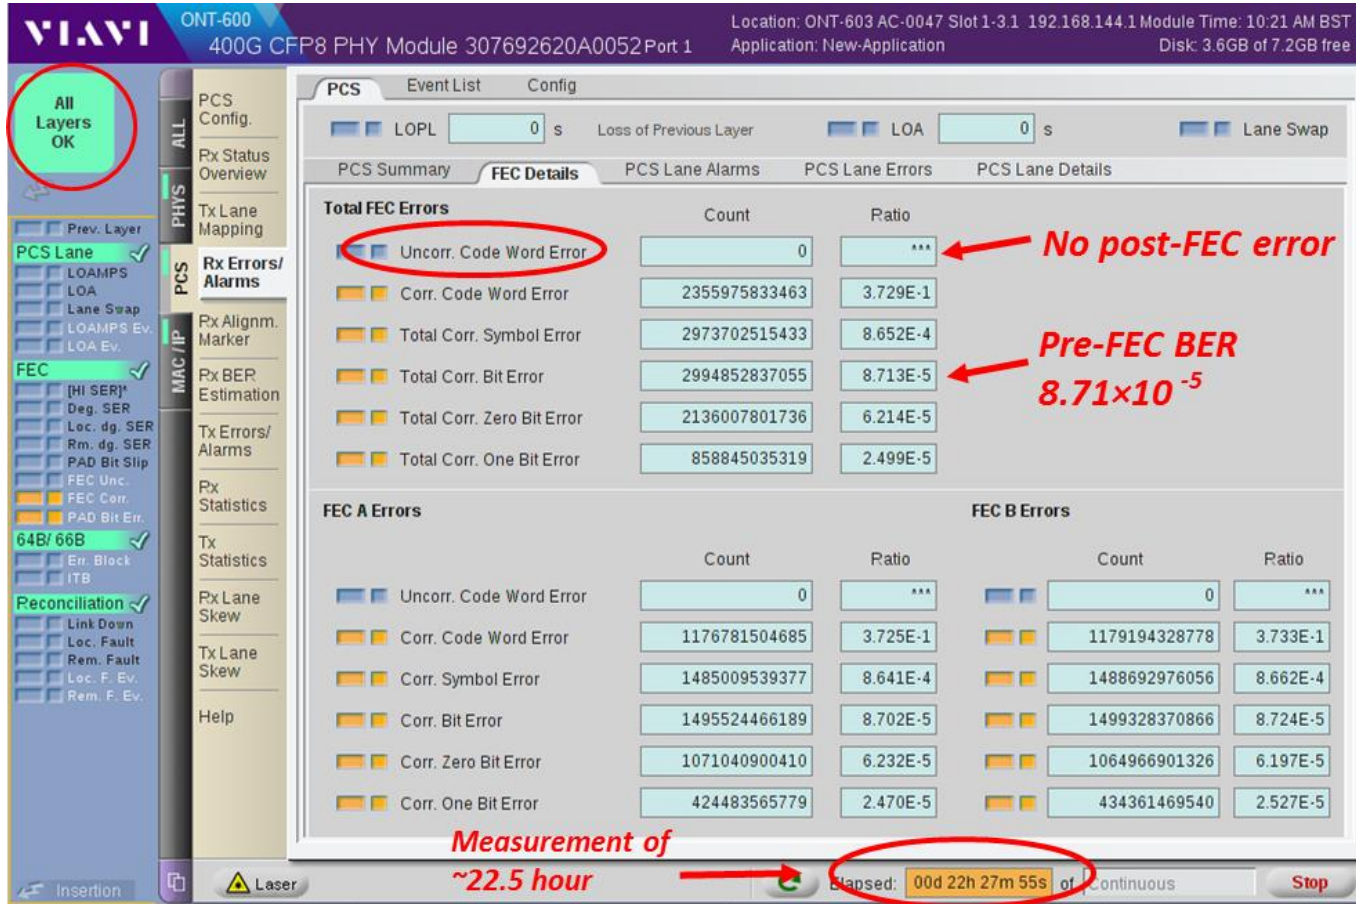 VIAVI
ONT-600
400G CFP8 PHY Module 307692620A0052 Port 1
Location: ONT-603 AC-0047 Slot 1-3.1 192.168.144.1 Module Time: 10:21 AM BST
Application: New-Application
Disk: 3.6GB of 7.2GB free
All
Layers
OK
Prev. Layer
PCS Lane
LOAMPS
LOA
Lane Swap
LOAMPS Ev.
LOA Ev.
FEC
[HI SER]*
Deg. SER
Loc. dg. SER
Rm. dg. SER
PAD Bit Slip
FEC Unc.
FEC Corr.
PAD Bit Err.
64B/ 66B
Err. Block
ITB
Reconciliation
Link Down
Loc. Fault
Rem. Fault
Loc. F. Ev.
Rem. F. Ev.
Insertion
ALL
PHYS
PCS
MAC / IP
PCS
Config.
Rx Status
Overview
Tx Lane
Mapping
Rx Errors/
Alarms
Rx Alignm.
Marker
Rx BER
Estimation
Tx Errors/
Alarms
Rx
Statistics
Tx
Statistics
Rx Lane
Skew
Tx Lane
Skew
Help
PCS Event List Config
LOPL 0 s Loss of Previous Layer LOA 0 s Lane Swap
PCS Summary FEC Details PCS Lane Alarms PCS Lane Errors PCS Lane Details
Total FEC Errors Count Ratio
Uncorr. Code Word Error 0 ***
No post-FEC error
Corr. Code Word Error 2355975833463 3.729E-1
Total Corr. Symbol Error 2973702515433 8.652E-4
Total Corr. Bit Error 2994852837055 8.713E-5
Pre-FEC BER
8.71×10 -5
Total Corr. Zero Bit Error 2136007801736 6.214E-5
Total Corr. One Bit Error 858845035319 2.499E-5
FEC A Errors FEC B Errors
Count Ratio Count Ratio
Uncorr. Code Word Error 0 *** 0 ***
Corr. Code Word Error 1176781504685 3.725E-1 1179194328778 3.733E-1
Corr. Symbol Error 1485009539377 8.641E-4 1488692976056 8.662E-4
Corr. Bit Error 1495524466189 8.702E-5 1499328370866 8.724E-5
Corr. Zero Bit Error 1071040900410 6.232E-5 1064966901326 6.197E-5
Corr. One Bit Error 424483565779 2.470E-5 434361469540 2.527E-5
Measurement of
~22.5 hour
Laser
Elapsed: 00d 22h 27m 55s of Continuous Stop